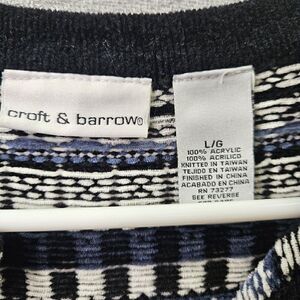 croft & barrow®
L/G
100% ACRYLIC
100% ACRILICO
KNITTED IN TAIWAN
TEJIDO EN TAIWAN
FINISHED IN CHINA
ACABADO EN CHINA
RN 73277
SEE REVERSE